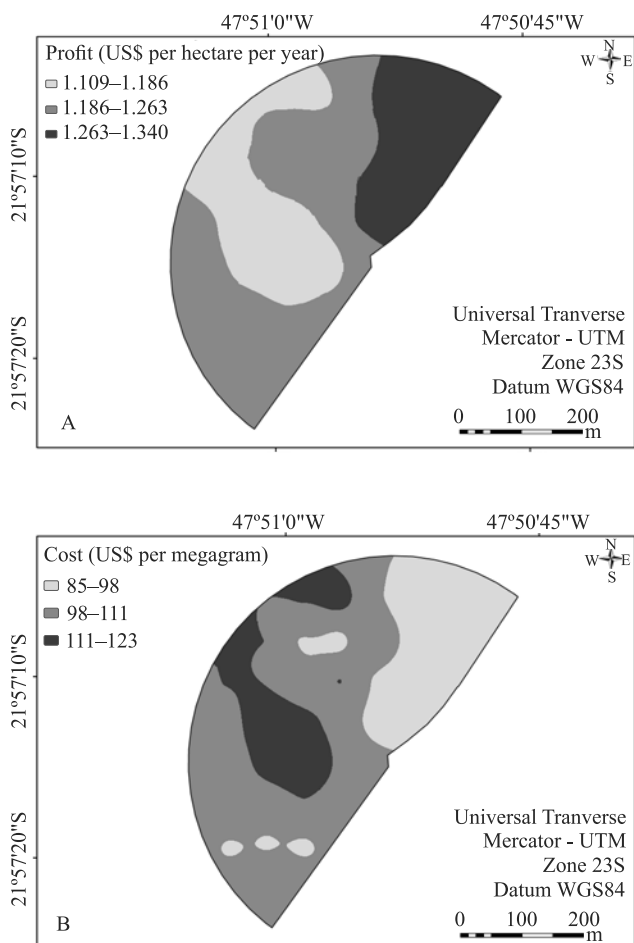 47º51'0"W
47º50'45"W
Profit (US$ per hectare per year)
1.109–1.186
1.186–1.263
1.263–1.340
N
W
E
S
21º57'10"S
21º57'20"S
Universal Tranverse
Mercator - UTM
Zone 23S
Datum WGS84
0 100 200
m
A
47º51'0"W
47º50'45"W
Cost (US$ per megagram)
85–98
98–111
111–123
N
W
E
S
21º57'10"S
21º57'20"S
Universal Tranverse
Mercator - UTM
Zone 23S
Datum WGS84
0 100 200
m
B